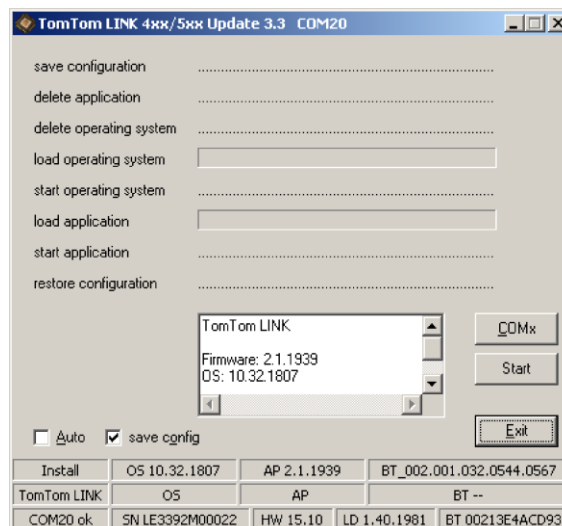 TomTom LINK 4xx/5xx Update 3.3 COM20
save configuration
delete application
delete operating system
load operating system
start operating system
load application
start application
restore configuration
TomTom LINK
Firmware: 2.1.1939
OS: 10.32.1807
COMx
Start
Exit
Auto save config
Install OS 10.32.1807 AP 2.1.1939 BT_002.001.032.0544.0567
TomTom LINK OS AP BT --
COM20 ok SN LE3392M00022 HW 15.10 LD 1.40.1981 BT 00213E4ACD93